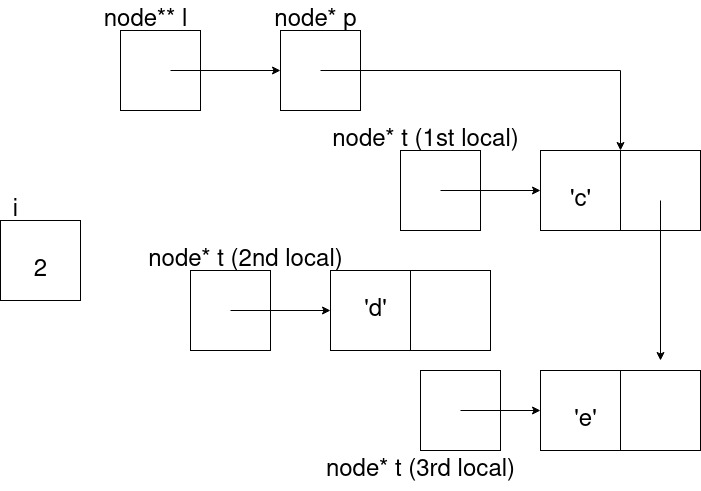 node** l
node* p
node* t (1st local)
'c'
i
2
node* t (2nd local)
'd'
'e'
node* t (3rd local)